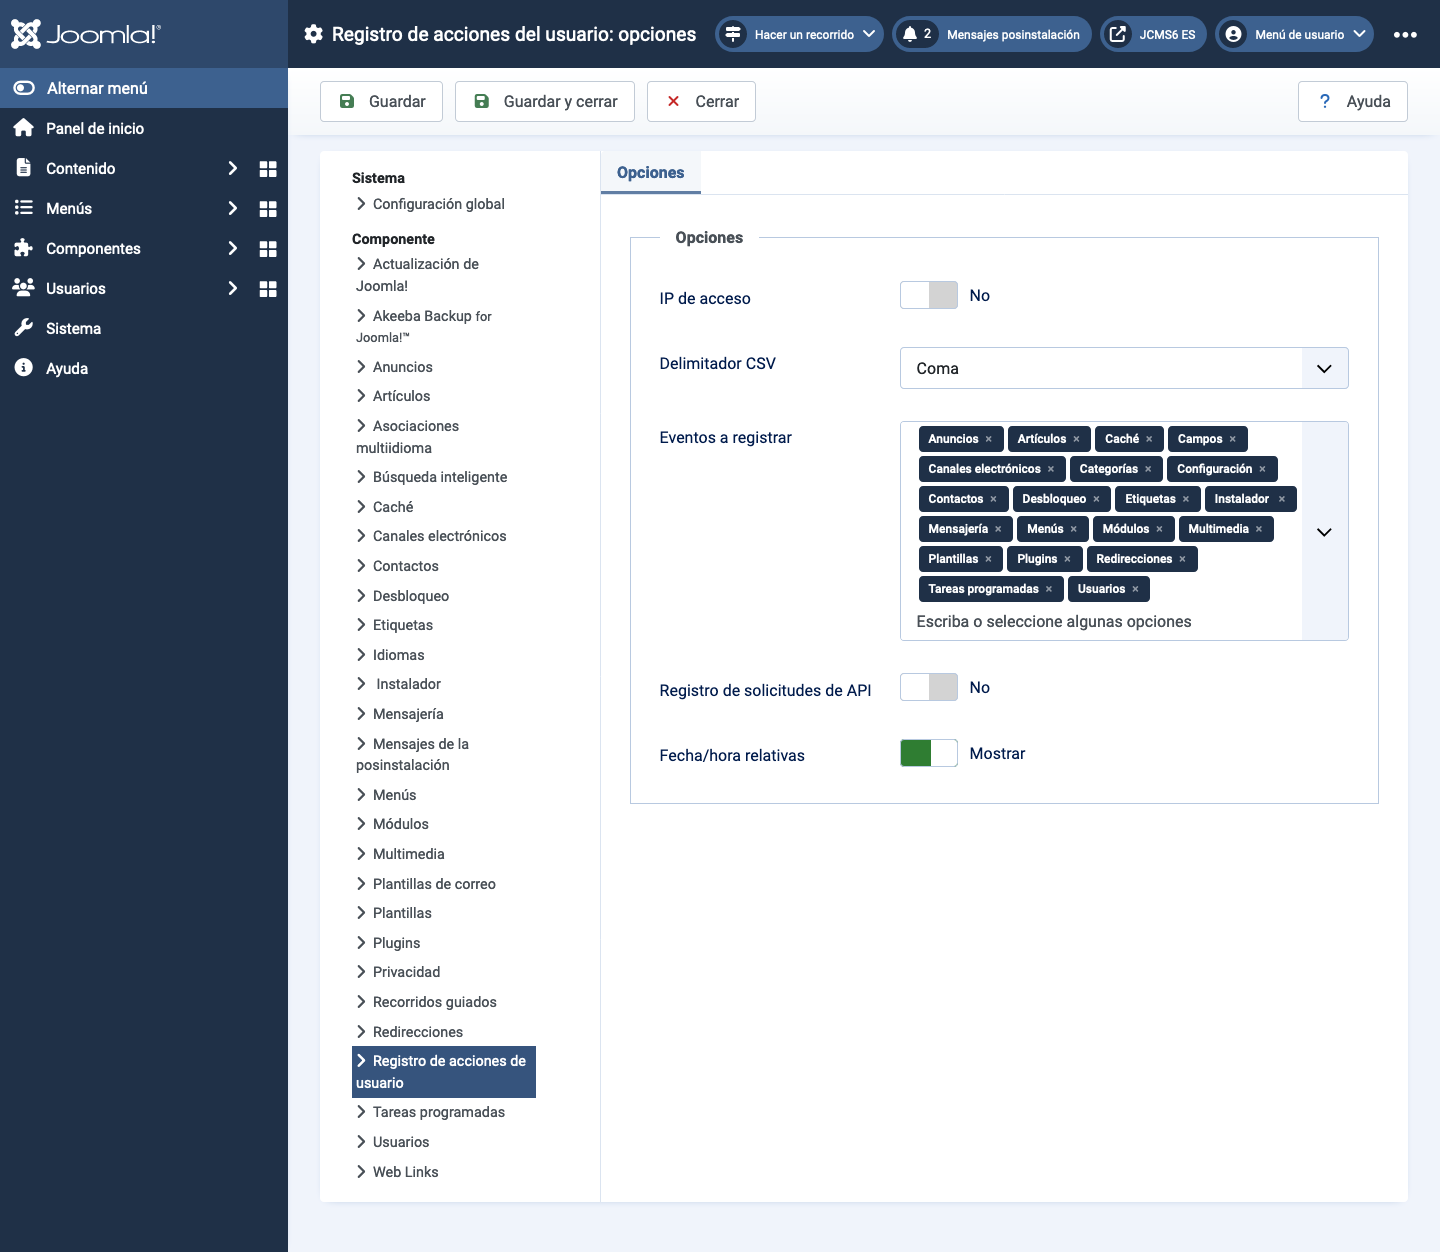 Joomla!®
Registro de acciones del usuario: opciones
Hacer un recorrido
2 Mensajes posinstalación
JCMS6 ES
Menú de usuario
Alternar menú
Panel de inicio
Contenido
Menús
Componentes
Usuarios
Sistema
Ayuda
Guardar
Guardar y cerrar
Cerrar
? Ayuda
Sistema
Configuración global
Componente
Actualización de
Joomla!
Akeeba Backup for
Joomla!™
Anuncios
Artículos
Asociaciones
multiidioma
Búsqueda inteligente
Caché
Canales electrónicos
Contactos
Desbloqueo
Etiquetas
Idiomas
Instalador
Mensajería
Mensajes de la
posinstalación
Menús
Módulos
Multimedia
Plantillas de correo
Plantillas
Plugins
Privacidad
Recorridos guiados
Redirecciones
Registro de acciones de
usuario
Tareas programadas
Usuarios
Web Links
Opciones
Opciones
IP de acceso
No
Delimitador CSV
Coma
Eventos a registrar
Anuncios × Artículos × Caché × Campos ×
Canales electrónicos × Categorías × Configuración ×
Contactos × Desbloqueo × Etiquetas × Instalador ×
Mensajería × Menús × Módulos × Multimedia ×
Plantillas × Plugins × Redirecciones ×
Tareas programadas × Usuarios ×
Escriba o seleccione algunas opciones
Registro de solicitudes de API
No
Fecha/hora relativas
Mostrar